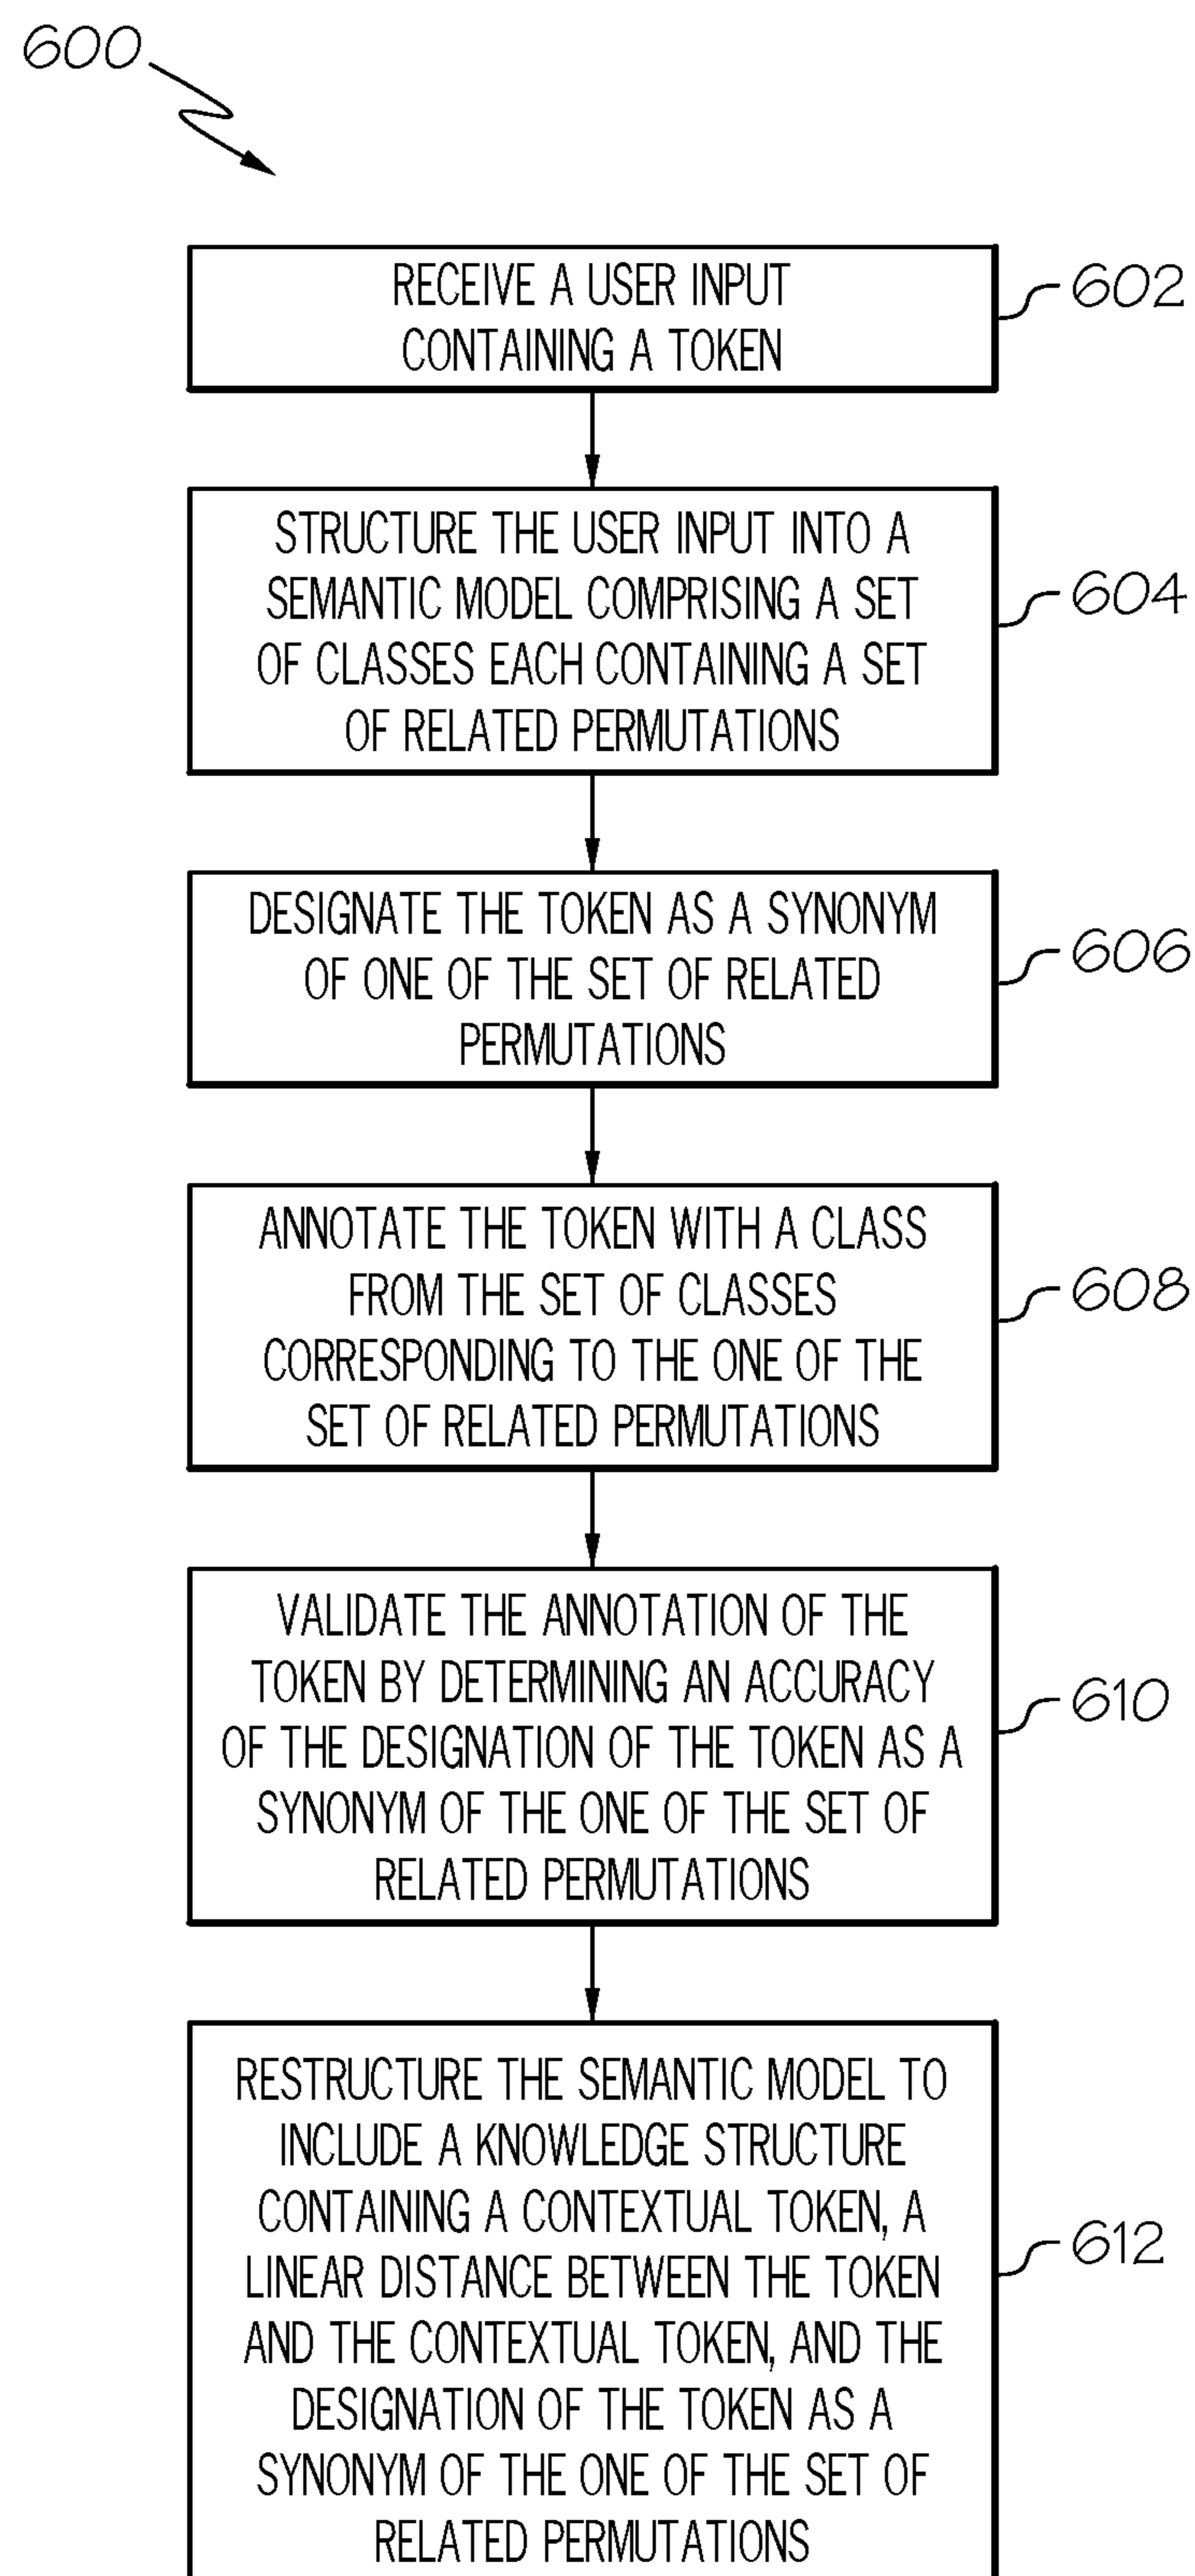 600
RECEIVE A USER INPUT
CONTAINING A TOKEN
602
STRUCTURE THE USER INPUT INTO A
SEMANTIC MODEL COMPRISING A SET
OF CLASSES EACH CONTAINING A SET
OF RELATED PERMUTATIONS
604
DESIGNATE THE TOKEN AS A SYNONYM
OF ONE OF THE SET OF RELATED
PERMUTATIONS
606
ANNOTATE THE TOKEN WITH A CLASS
FROM THE SET OF CLASSES
CORRESPONDING TO THE ONE OF THE
SET OF RELATED PERMUTATIONS
608
VALIDATE THE ANNOTATION OF THE
TOKEN BY DETERMINING AN ACCURACY
OF THE DESIGNATION OF THE TOKEN AS A
SYNONYM OF THE ONE OF THE SET OF
RELATED PERMUTATIONS
610
RESTRUCTURE THE SEMANTIC MODEL TO
INCLUDE A KNOWLEDGE STRUCTURE
CONTAINING A CONTEXTUAL TOKEN, A
LINEAR DISTANCE BETWEEN THE TOKEN
AND THE CONTEXTUAL TOKEN, AND THE
DESIGNATION OF THE TOKEN AS A
SYNONYM OF THE ONE OF THE SET OF
RELATED PERMUTATIONS
612